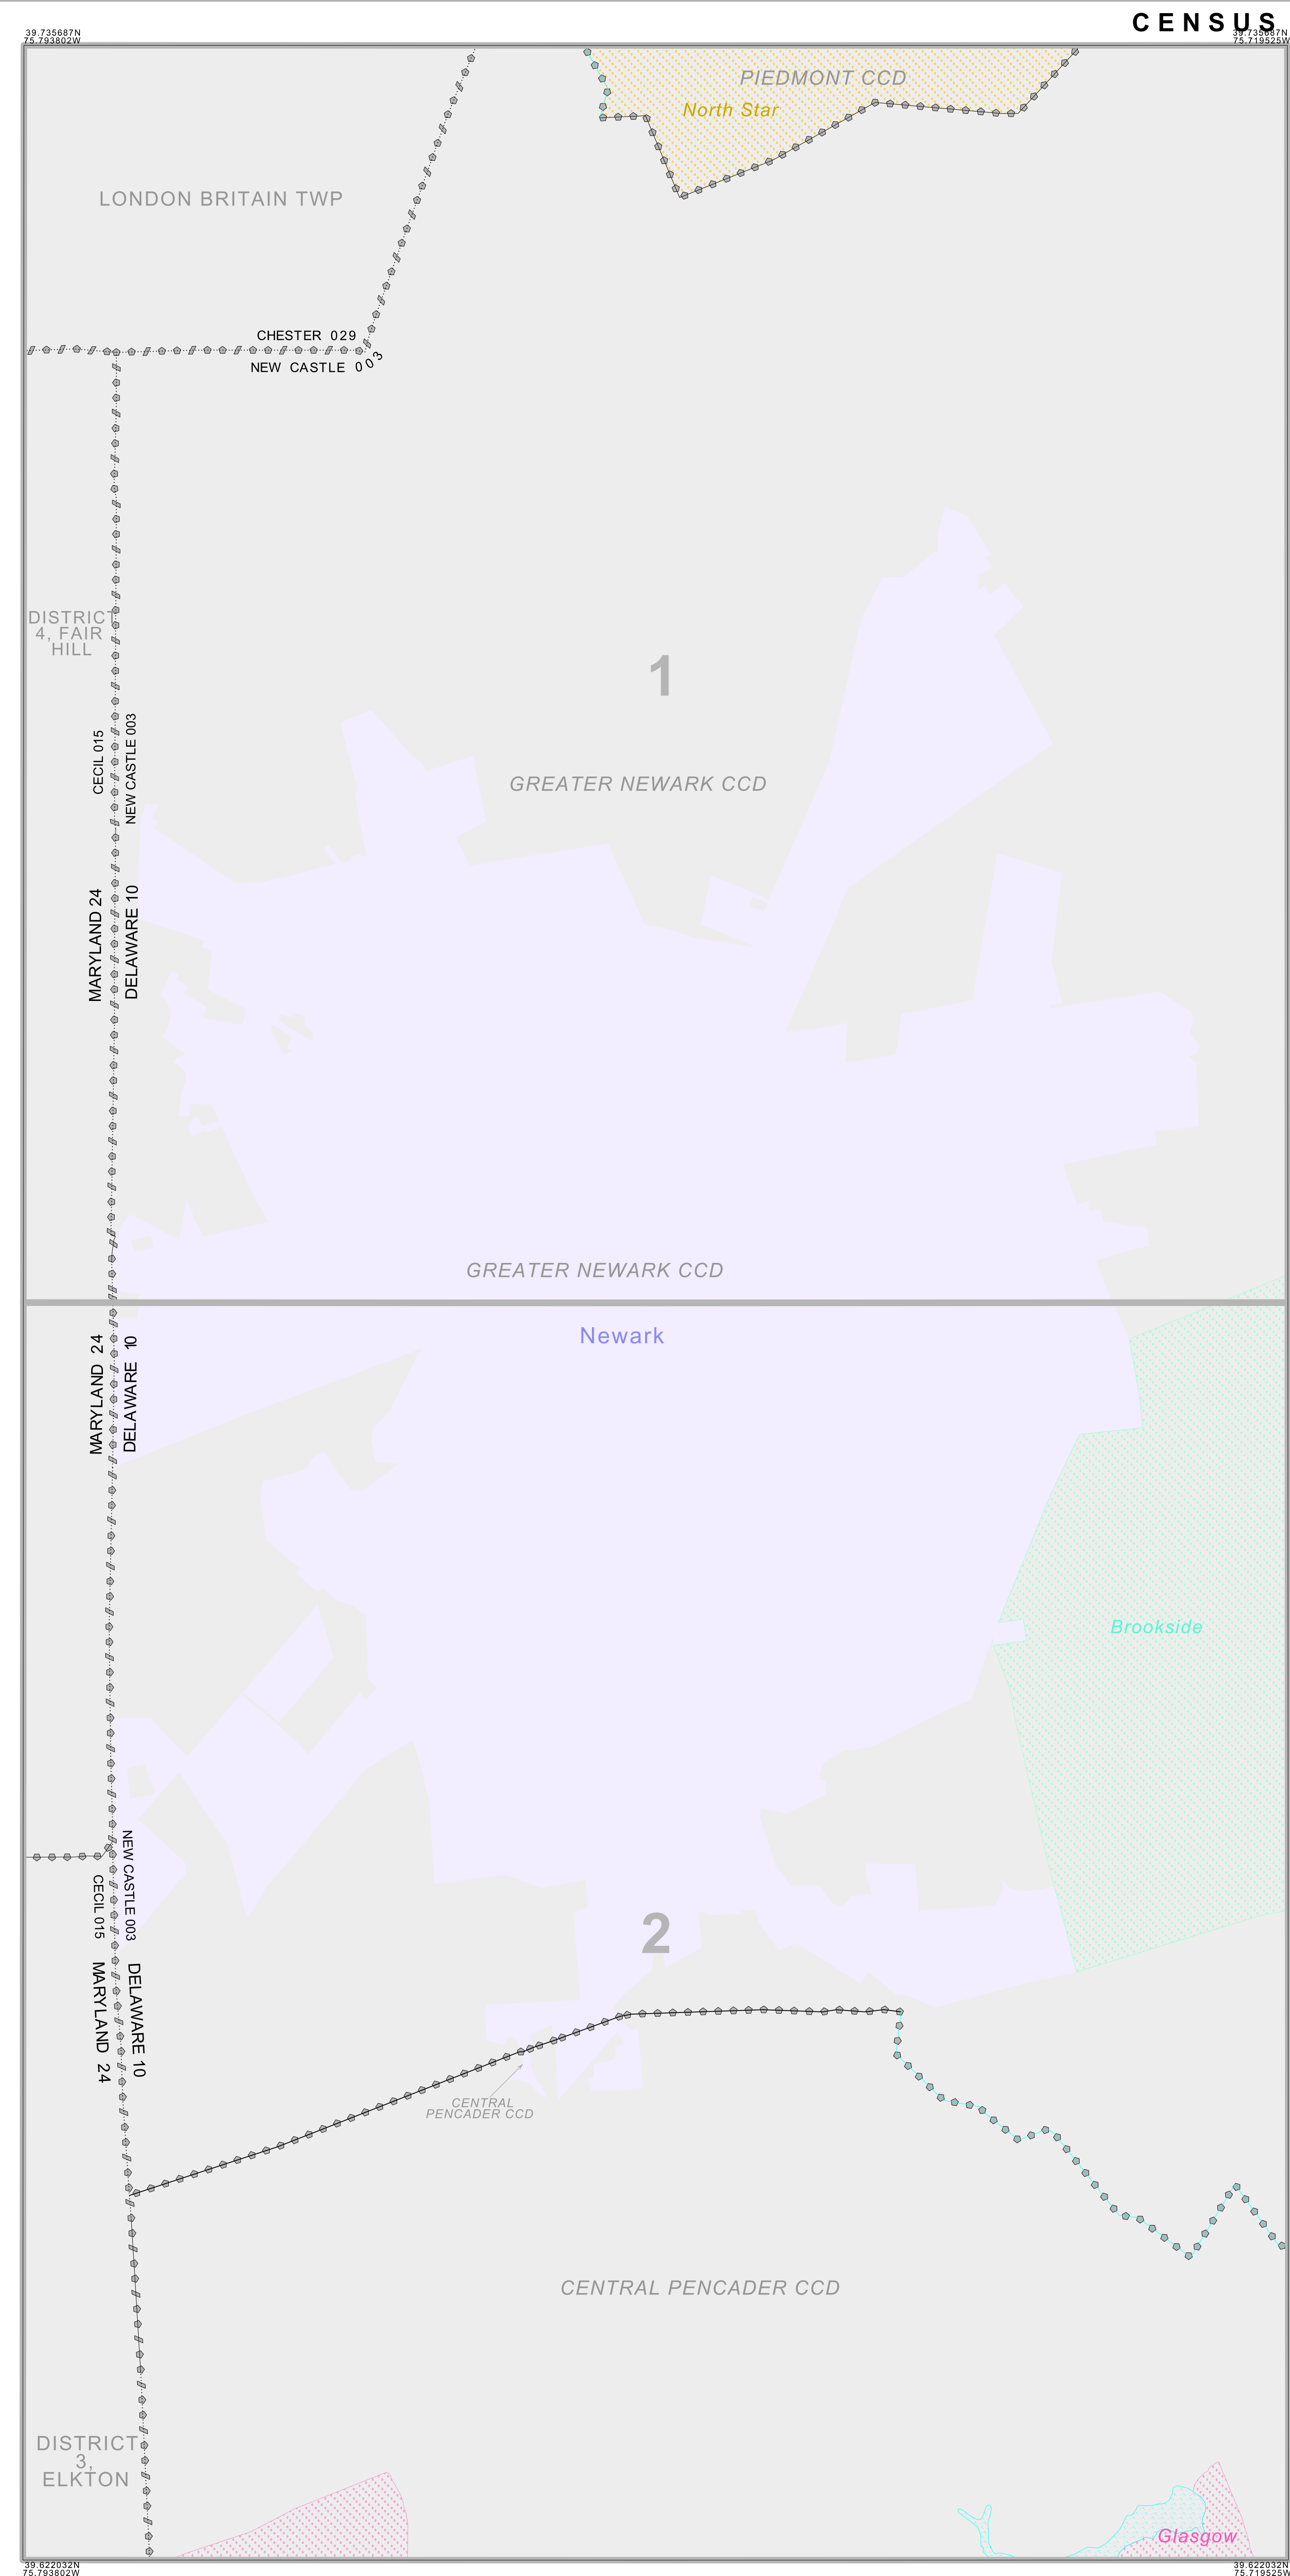 CENSUS
39.735687N
75.793802W
39.735687N
75.719525W
PIEDMONT CCD
North Star
LONDON BRITAIN TWP
CHESTER 029
NEW CASTLE 003
DISTRICT
4, FAIR
HILL
1
CECIL 015
NEW CASTLE 003
GREATER NEWARK CCD
MARYLAND 24
DELAWARE 10
GREATER NEWARK CCD
Newark
MARYLAND 24
DELAWARE 10
Brookside
NEW CASTLE 003
CECIL 015
2
MARYLAND 24
DELAWARE 10
CENTRAL
PENCADER CCD
CENTRAL PENCADER CCD
DISTRICT
3,
ELKTON
Glasgow
39.622032N
75.793802W
39.622032N
75.719525W